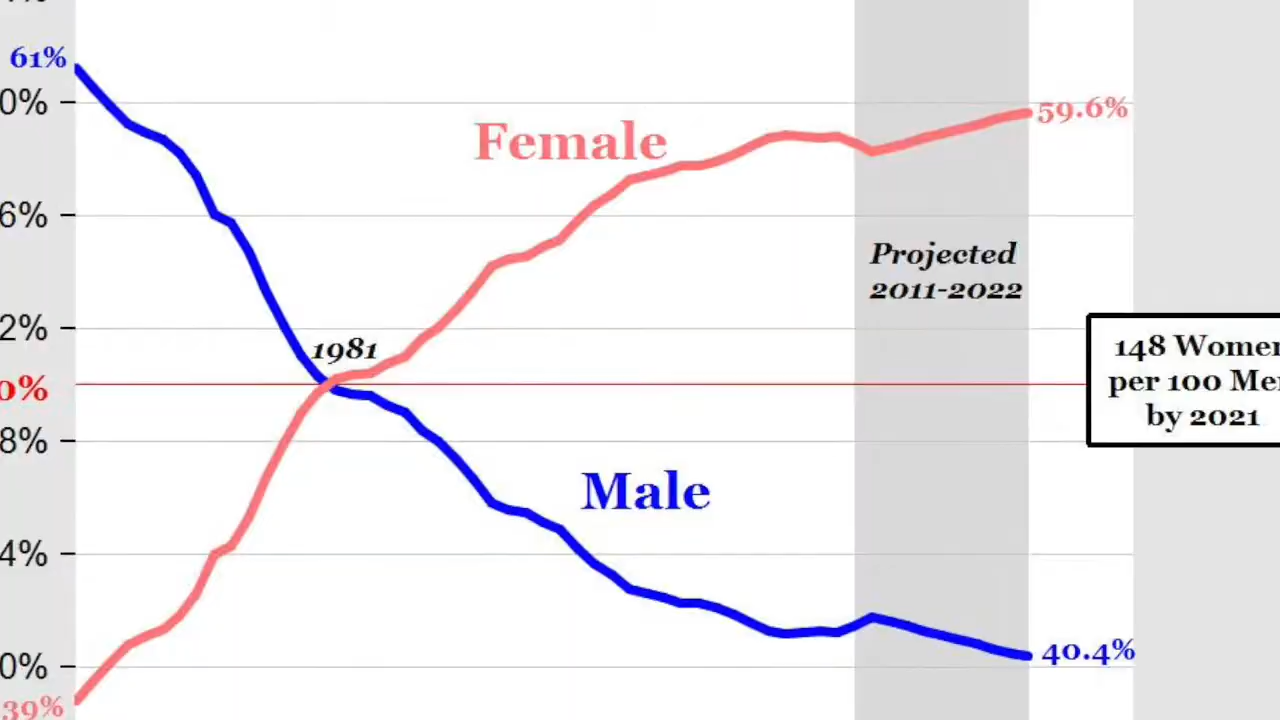 61%
0%
59.6%
Female
6%
Projected
2011-2022
2%
1981
148 Women
per 100 Men
by 2021
0%
8%
Male
4%
0%
40.4%
39%